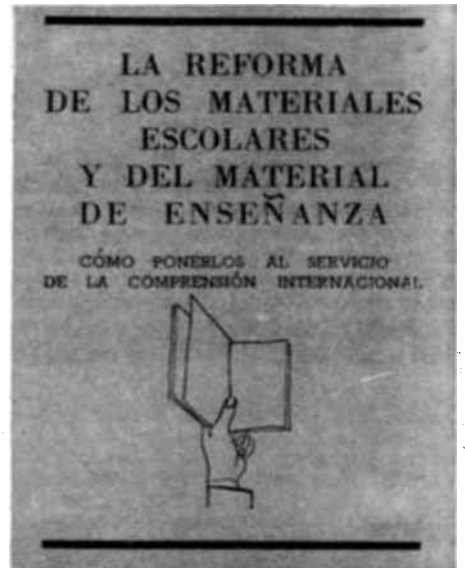 LA REFORMA
DE LOS MATERIALES
ESCOLARES
Y DEL MATERIAL
DE ENSEÑANZA
CÓMO PONERLOS AL SERVICIO
DE LA COMPRENSIÓN INTERNACIONAL